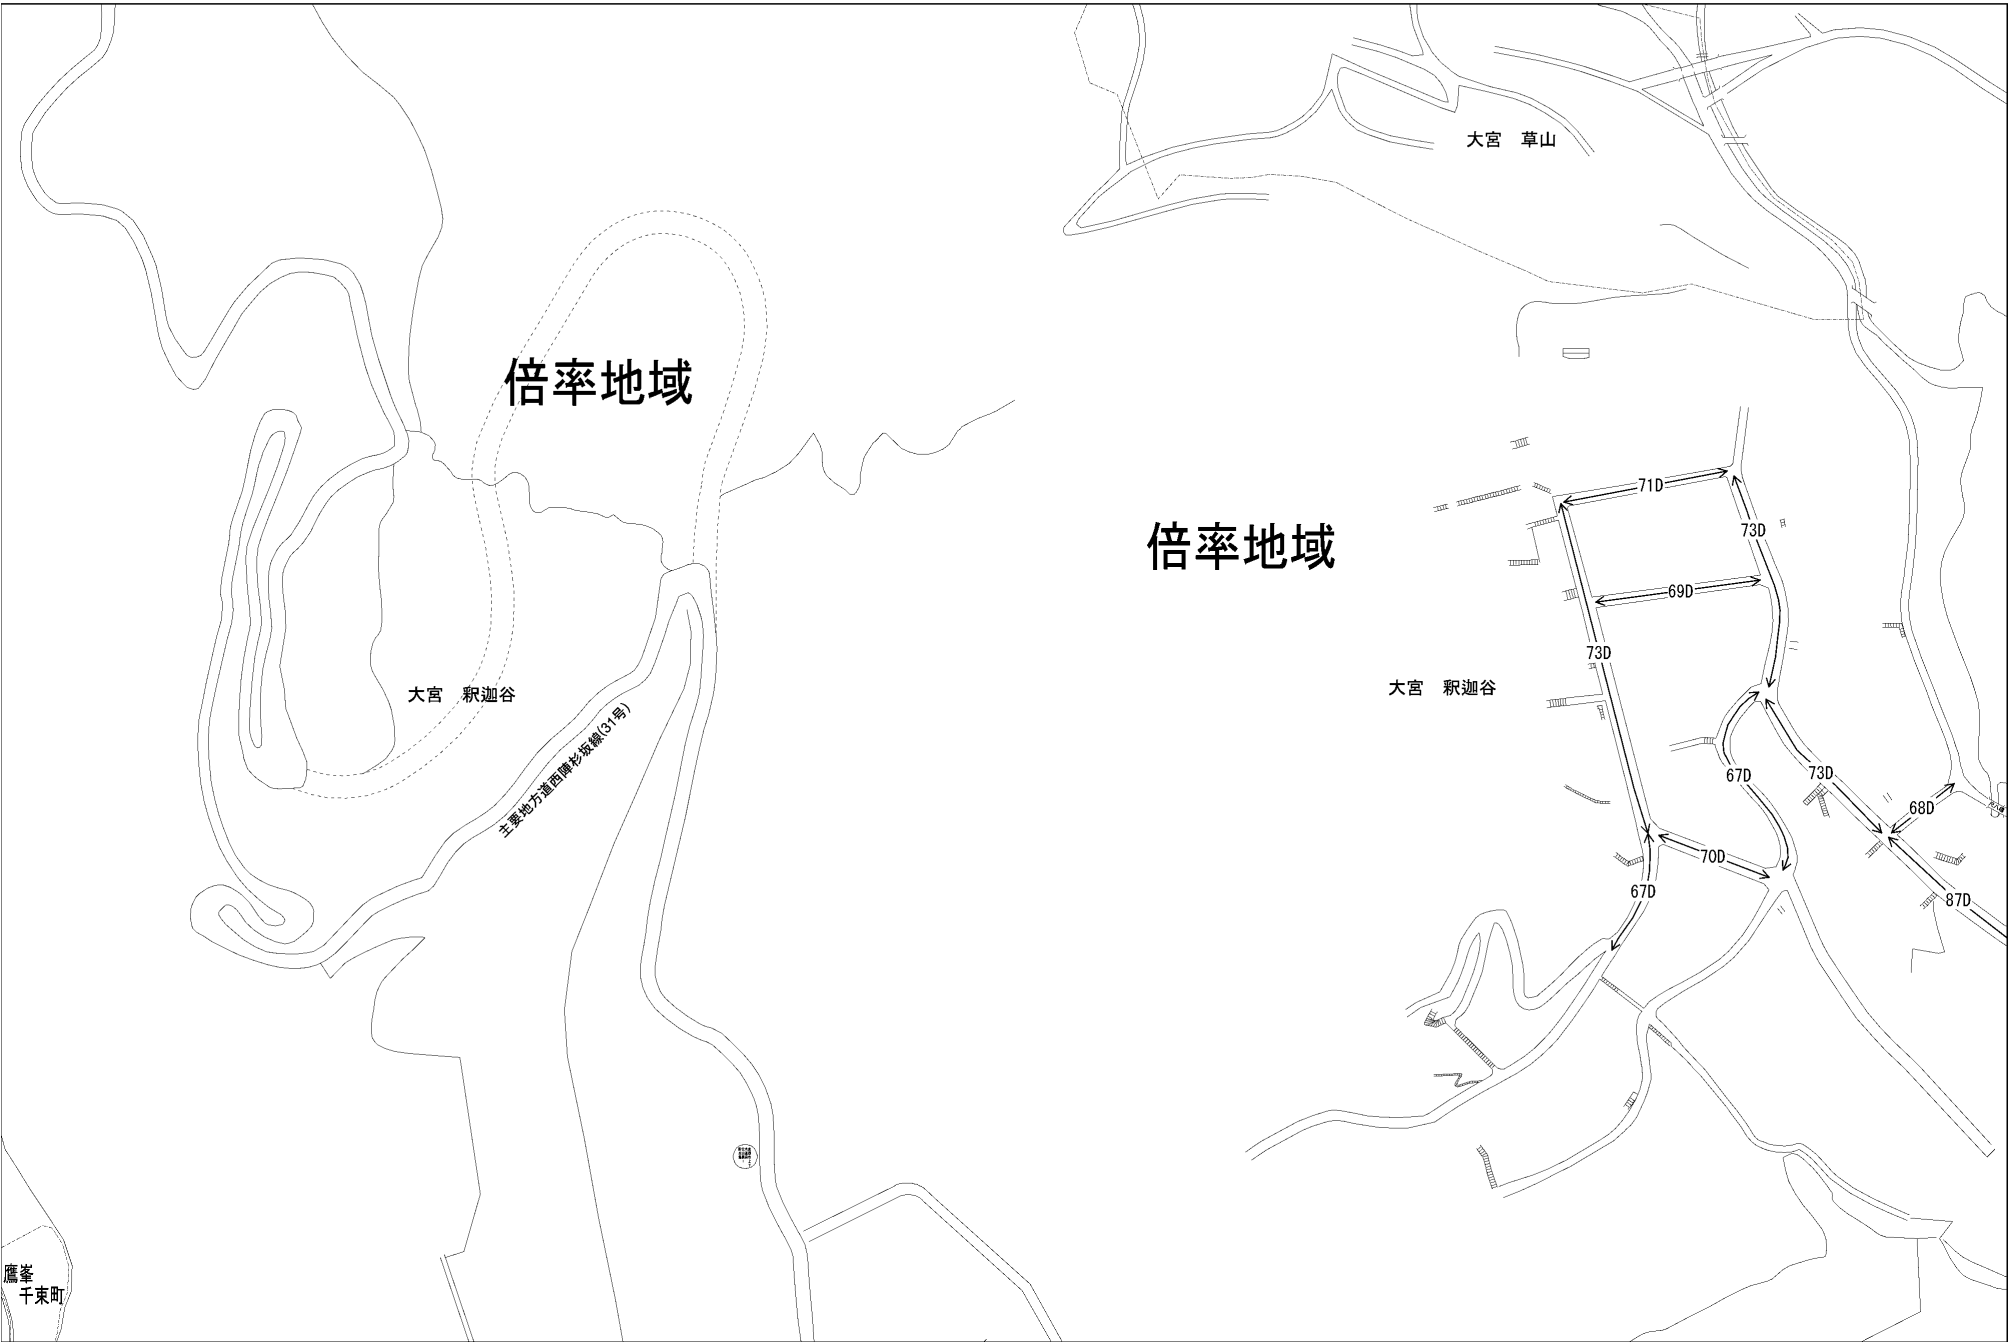 大宮　草山
倍率地域
71D
73D
倍率地域
69D
73D
大宮　釈迦谷
大宮　釈迦谷
主要地方道西陣杉坂線(31号)
67D
73D
68D
70D
67D
87D
鷹峯
千束町